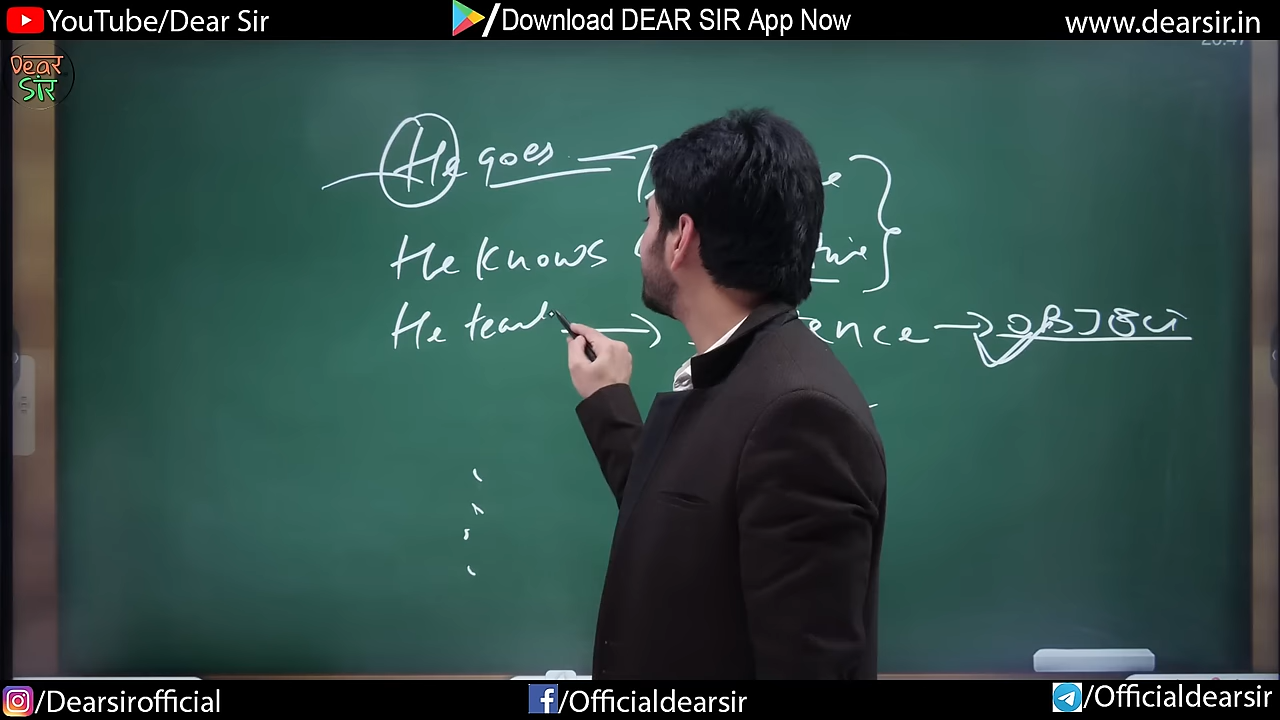 YouTube/Dear Sir
/Download DEAR SIR App Now
www.dearsir.in
Dear
Sir
He goes
He knows
He teach → ence → OBJECT
/Dearsirofficial
/Officialdearsir
/Officialdearsir